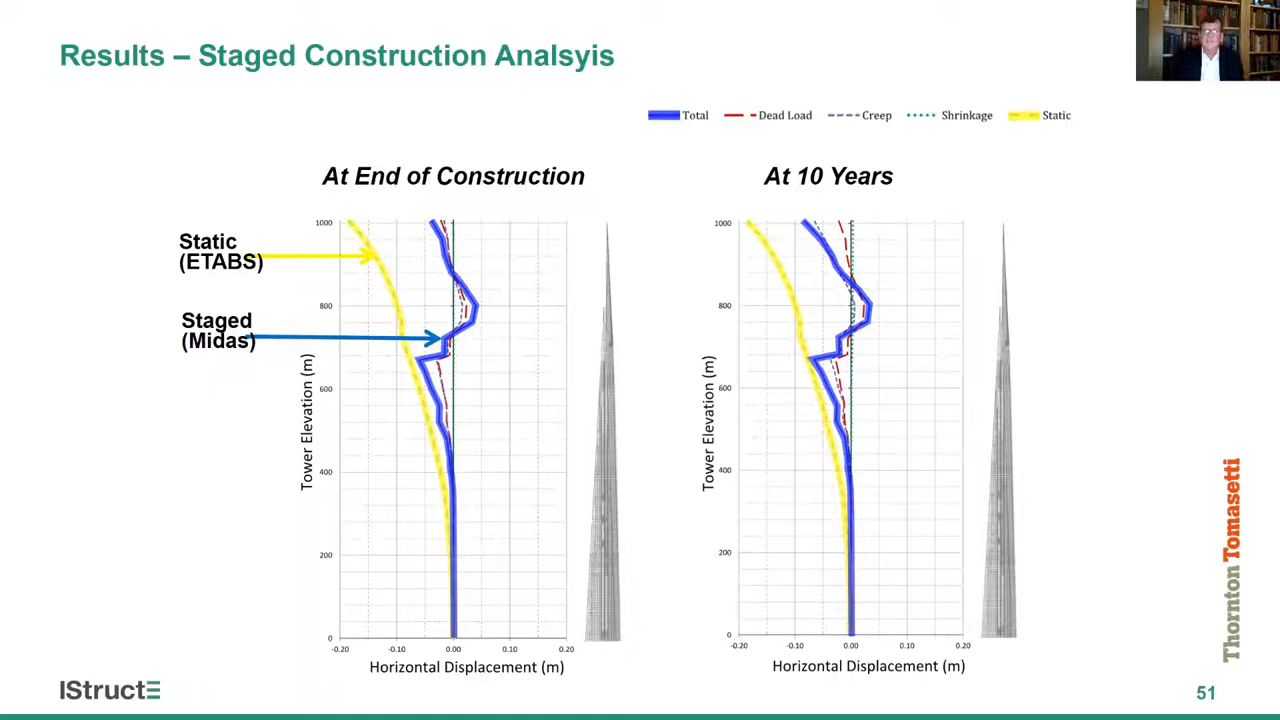 Results – Staged Construction Analsyis
Total Dead Load Creep Shrinkage Static
At End of Construction
At 10 Years
Static
(ETABS)
Staged
(Midas)
1000
800
600
400
200
0
Tower Elevation (m)
-0.20 -0.10 0.00 0.10 0.20
Horizontal Displacement (m)
1000
800
600
400
200
0
Tower Elevation (m)
-0.20 -0.10 0.00 0.10 0.20
Horizontal Displacement (m)
Thornton Tomasetti
IStructE
51